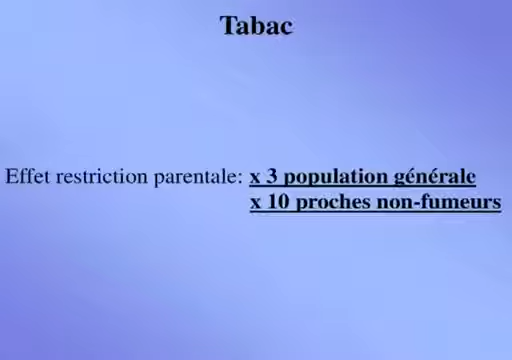 Tabac
Effet restriction parentale: x 3 population générale
x 10 proches non-fumeurs